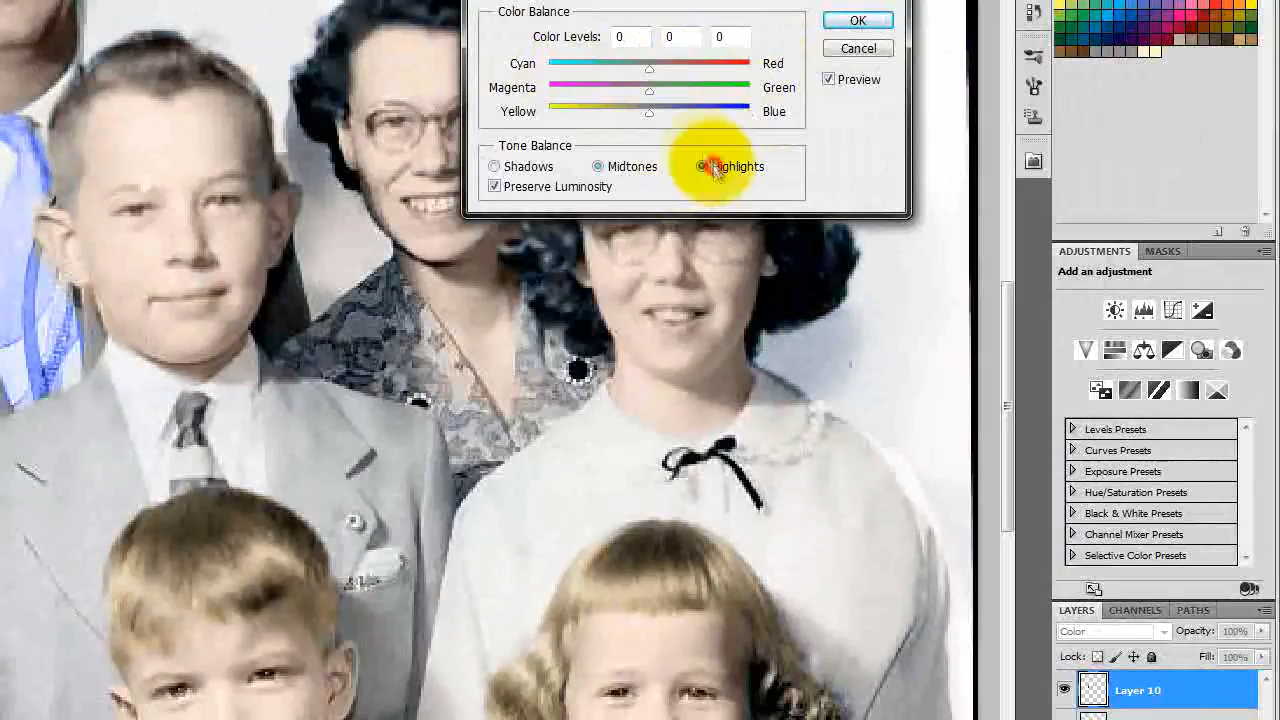 Color Balance
Color Levels: 0 0 0
Cyan Red
Magenta Green
Yellow Blue
OK
Cancel
Preview
Tone Balance
Shadows Midtones Highlights
Preserve Luminosity
ADJUSTMENTS MASKS
Add an adjustment
Levels Presets
Curves Presets
Exposure Presets
Hue/Saturation Presets
Black & White Presets
Channel Mixer Presets
Selective Color Presets
LAYERS CHANNELS PATHS
Color Opacity: 100%
Lock: Fill: 100%
Layer 10